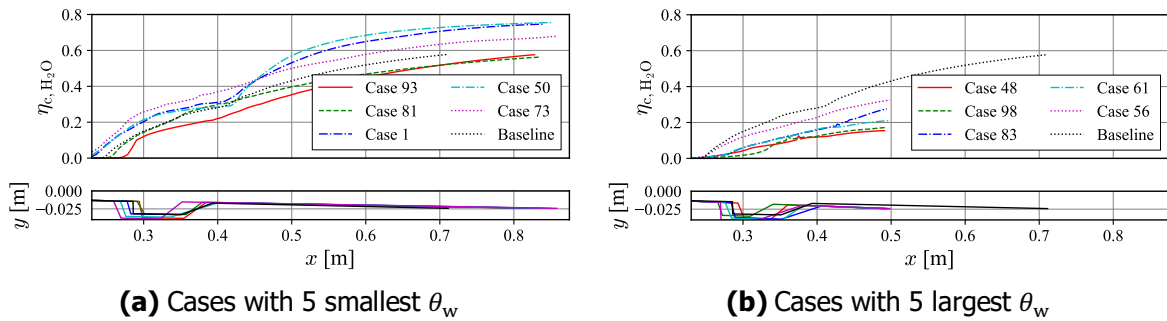 0.8
0.6
0.4
0.2
0.0
η_c, H₂O
Case 93
Case 81
Case 1
Case 50
Case 73
Baseline
0.000
−0.025
y [m]
0.3 0.4 0.5 0.6 0.7 0.8
x [m]
(a) Cases with 5 smallest θ_w
0.8
0.6
0.4
0.2
0.0
η_c, H₂O
Case 48
Case 98
Case 83
Case 61
Case 56
Baseline
0.000
−0.025
y [m]
0.3 0.4 0.5 0.6 0.7 0.8
x [m]
(b) Cases with 5 largest θ_w